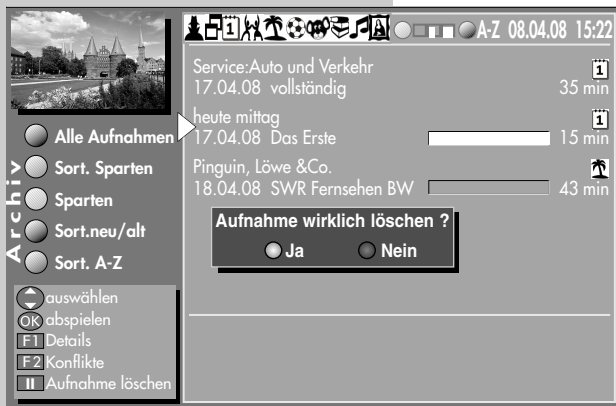 A-Z 08.04.08 15:22
Service:Auto und Verkehr 1
17.04.08 vollständig 35 min
heute mittag 1
17.04.08 Das Erste 15 min
Pinguin, Löwe &Co.
18.04.08 SWR Fernsehen BW 43 min
Aufnahme wirklich löschen ?
Ja Nein
Archiv
Alle Aufnahmen
Sort. Sparten
Sparten
Sort.neu/alt
Sort. A-Z
auswählen
OK abspielen
F1 Details
F2 Konflikte
Aufnahme löschen